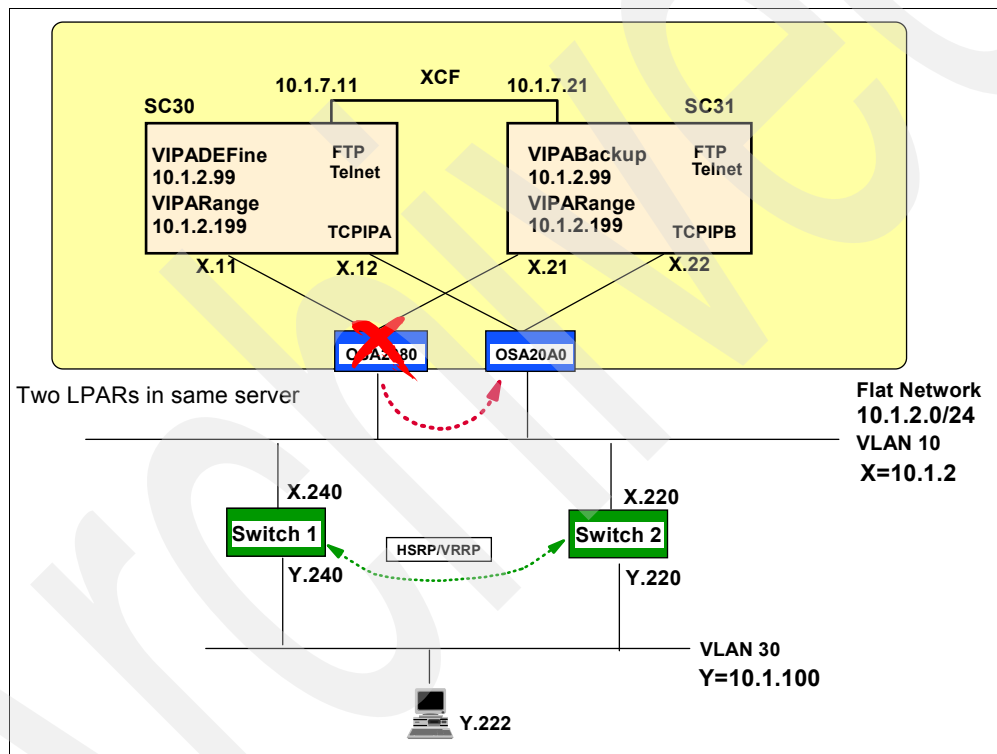 XCF
10.1.7.11
10.1.7.21
SC30
SC31
VIPADEFine
10.1.2.99
VIPARange
10.1.2.199
FTP
Telnet
TCPIPA
VIPABackup
10.1.2.99
VIPARange
10.1.2.199
FTP
Telnet
TCPIPB
X.11
X.12
X.21
X.22
OSA20A0
Two LPARs in same server
Flat Network
10.1.2.0/24
VLAN 10
X=10.1.2
X.240
X.220
Switch 1
Switch 2
HSRP/VRRP
Y.240
Y.220
VLAN 30
Y=10.1.100
Y.222